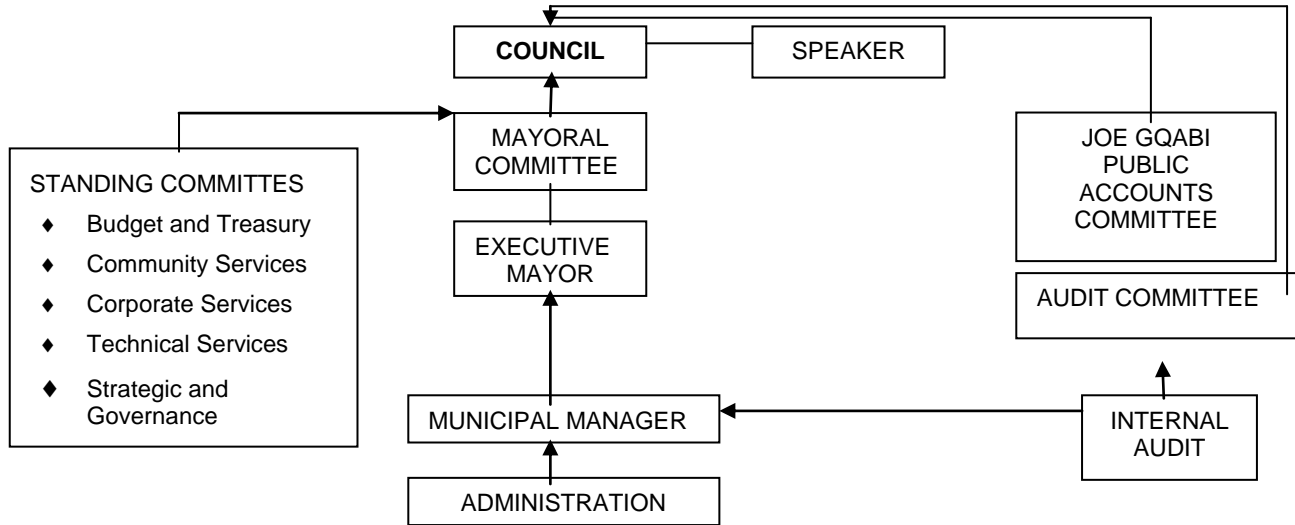 COUNCIL
SPEAKER
MAYORAL
COMMITTEE
JOE GQABI
PUBLIC
ACCOUNTS
COMMITTEE
STANDING COMMITTES
♦ Budget and Treasury
♦ Community Services
♦ Corporate Services
♦ Technical Services
♦ Strategic and
Governance
EXECUTIVE
MAYOR
AUDIT COMMITTEE
MUNICIPAL MANAGER
INTERNAL
AUDIT
ADMINISTRATION